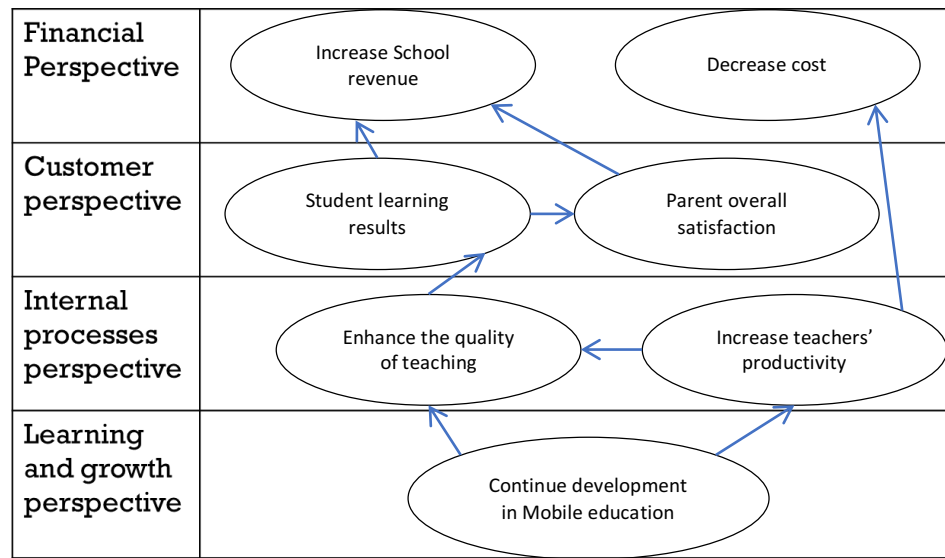 Financial
Perspective
Increase School
revenue
Decrease cost
Customer
perspective
Student learning
results
Parent overall
satisfaction
Internal
processes
perspective
Enhance the quality
of teaching
Increase teachers’
productivity
Learning
and growth
perspective
Continue development
in Mobile education